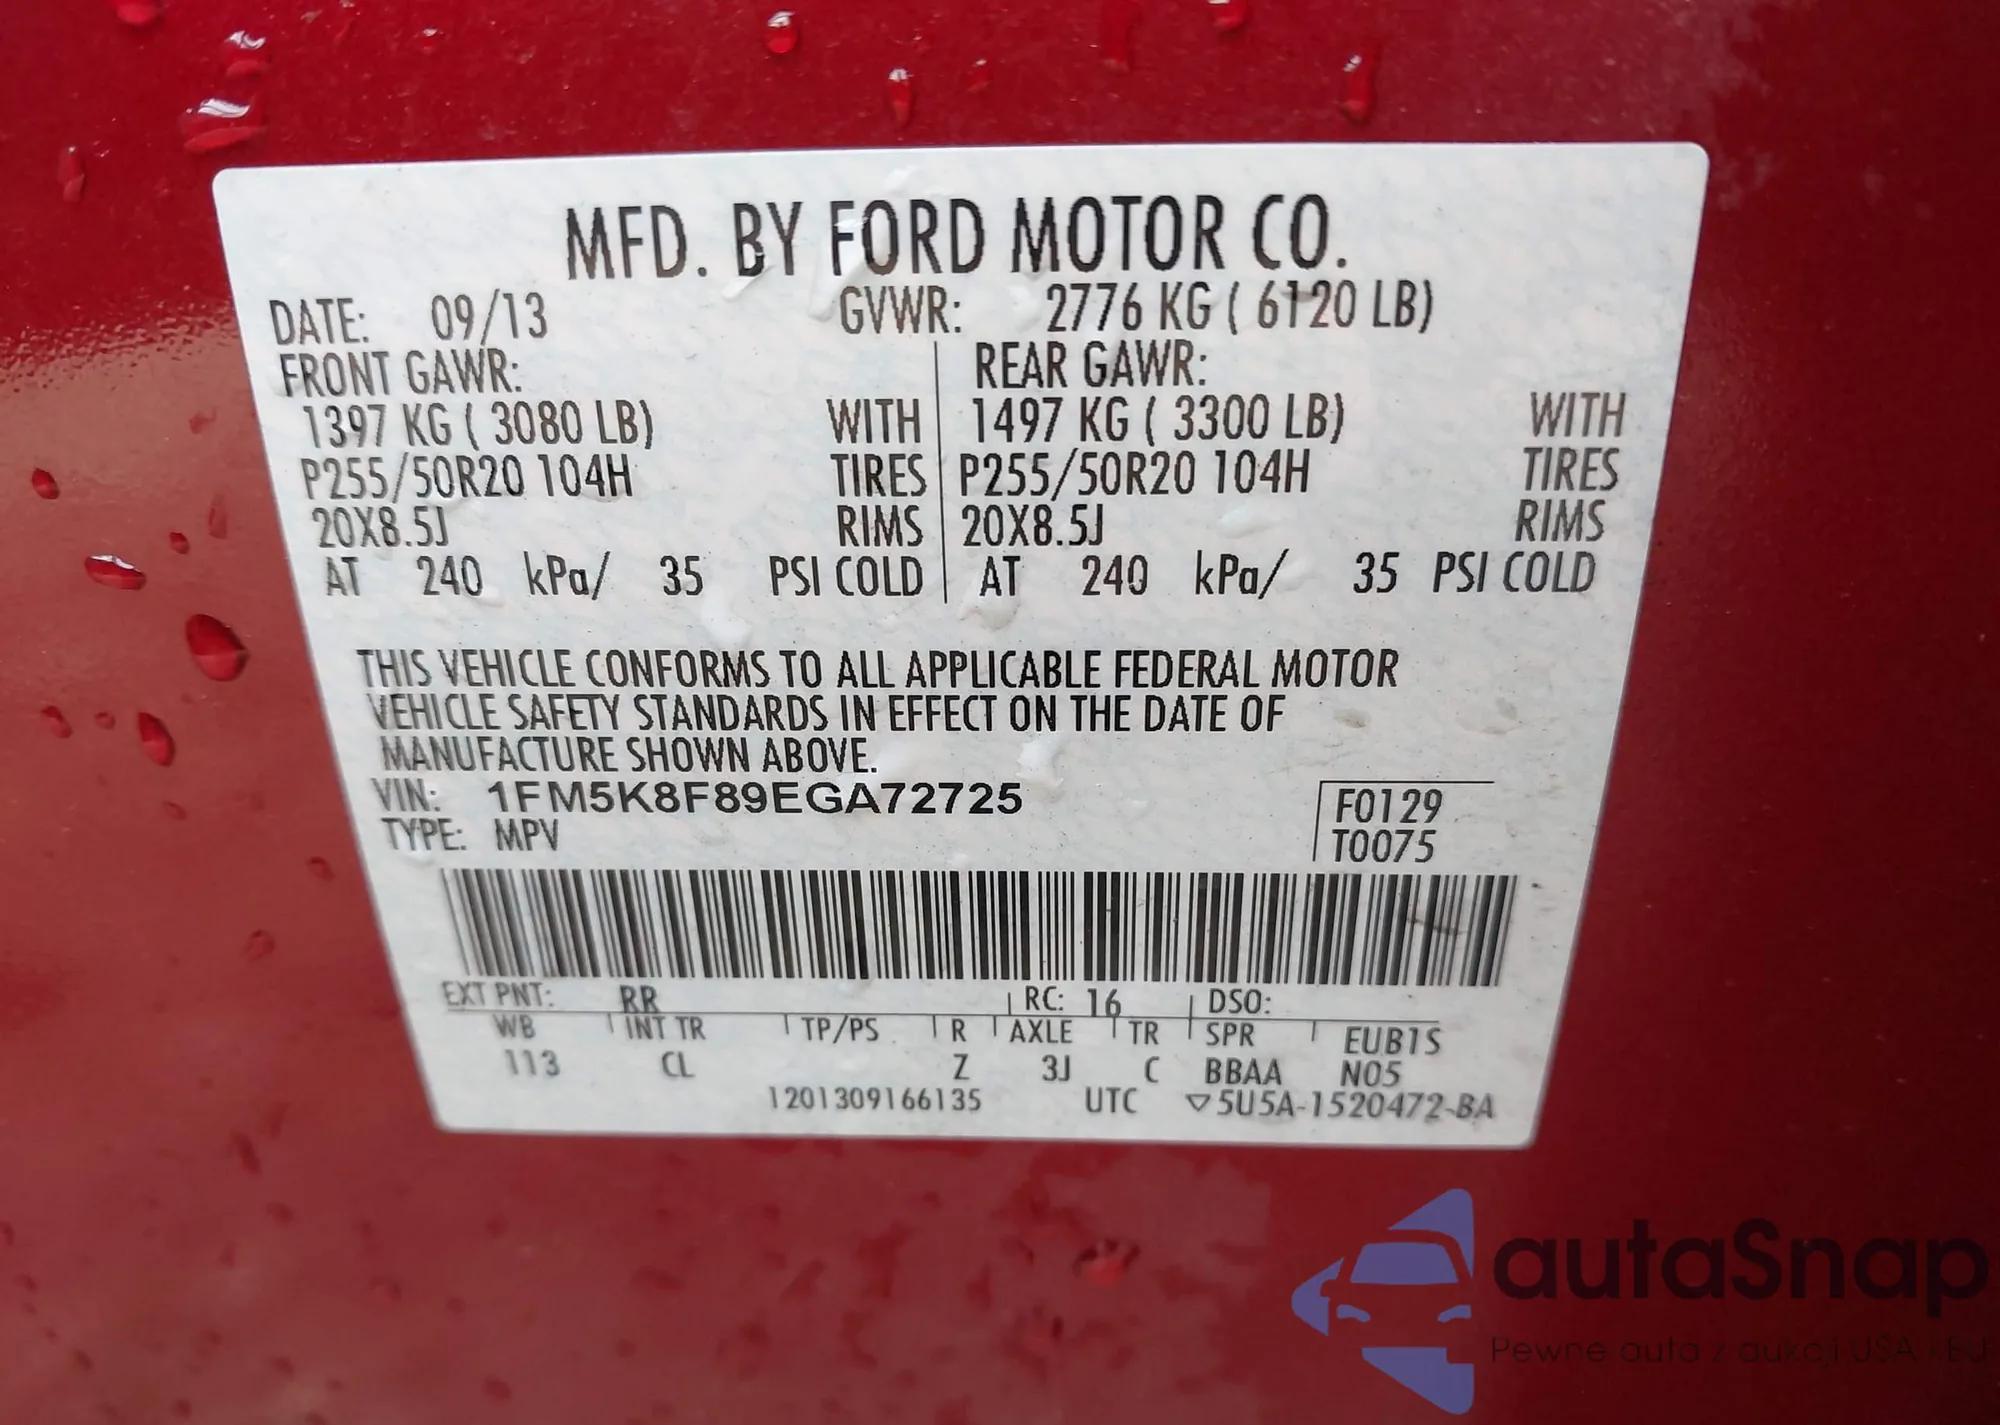 MFD. BY FORD MOTOR CO.
DATE: 09/13 GVWR: 2776 KG ( 6120 LB)
FRONT GAWR: REAR GAWR:
1397 KG ( 3080 LB) WITH 1497 KG ( 3300 LB) WITH
P255/50R20 104H TIRES P255/50R20 104H TIRES
20X8.5J RIMS 20X8.5J RIMS
AT 240 kPa/ 35 PSI COLD AT 240 kPa/ 35 PSI COLD
THIS VEHICLE CONFORMS TO ALL APPLICABLE FEDERAL MOTOR
VEHICLE SAFETY STANDARDS IN EFFECT ON THE DATE OF
MANUFACTURE SHOWN ABOVE.
VIN: 1FM5K8F89EGA72725 F0129
TYPE: MPV T0075
EXT PNT: RR RC: 16 DSO:
WB INT TR TP/PS R AXLE TR SPR EUB1S
113 CL Z 3J C BBAA N05
1201309166135 UTC ▽5U5A-1520472-BA
autaSnap
Pewne auta z aukcji USA i EU